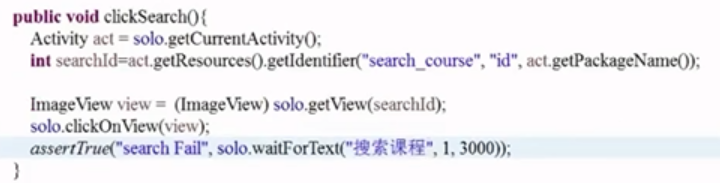 public void clickSearch(){
Activity act = solo.getCurrentActivity();
int searchId=act.getResources().getIdentifier("search_course", "id", act.getPackageName());
ImageView view = (ImageView) solo.getView(searchId);
solo.clickOnView(view);
assertTrue("search Fail", solo.waitForText("搜索课程", 1, 3000));
}